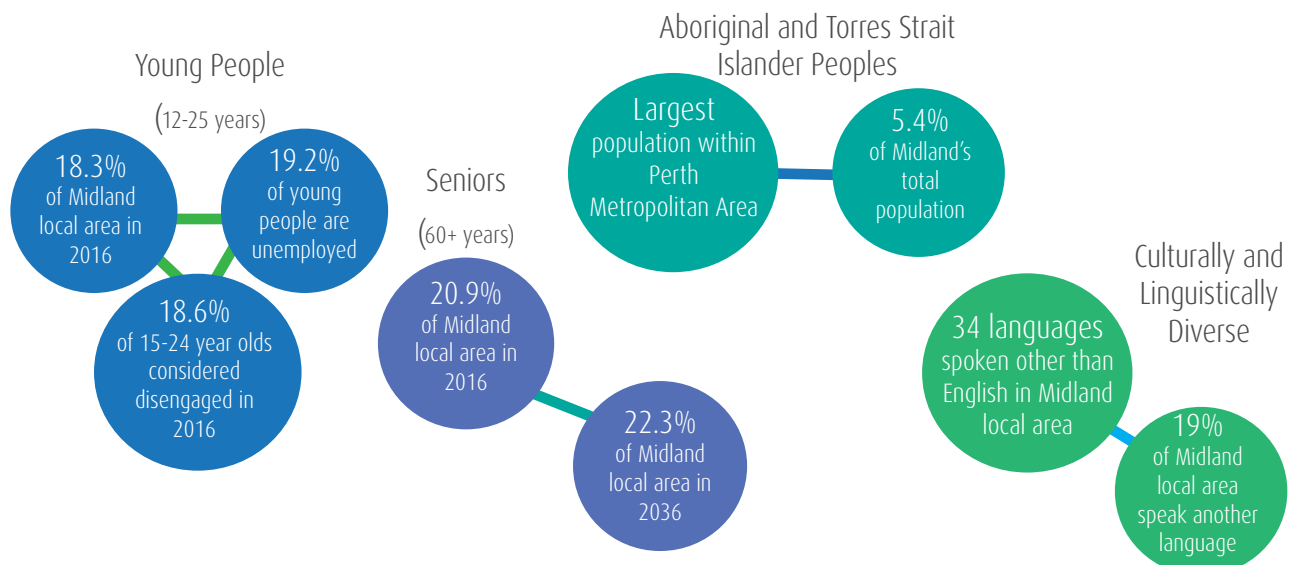 Young People
(12-25 years)
18.3%
of Midland
local area in
2016
19.2%
of young
people are
unemployed
18.6%
of 15-24 year olds
considered
disengaged in
2016
Seniors
(60+ years)
20.9%
of Midland
local area in
2016
22.3%
of Midland
local area in
2036
Aboriginal and Torres Strait
Islander Peoples
Largest
population within
Perth
Metropolitan Area
5.4%
of Midland's
total
population
Culturally and
Linguistically
Diverse
34 languages
spoken other than
English in Midland
local area
19%
of Midland
local area
speak another
language